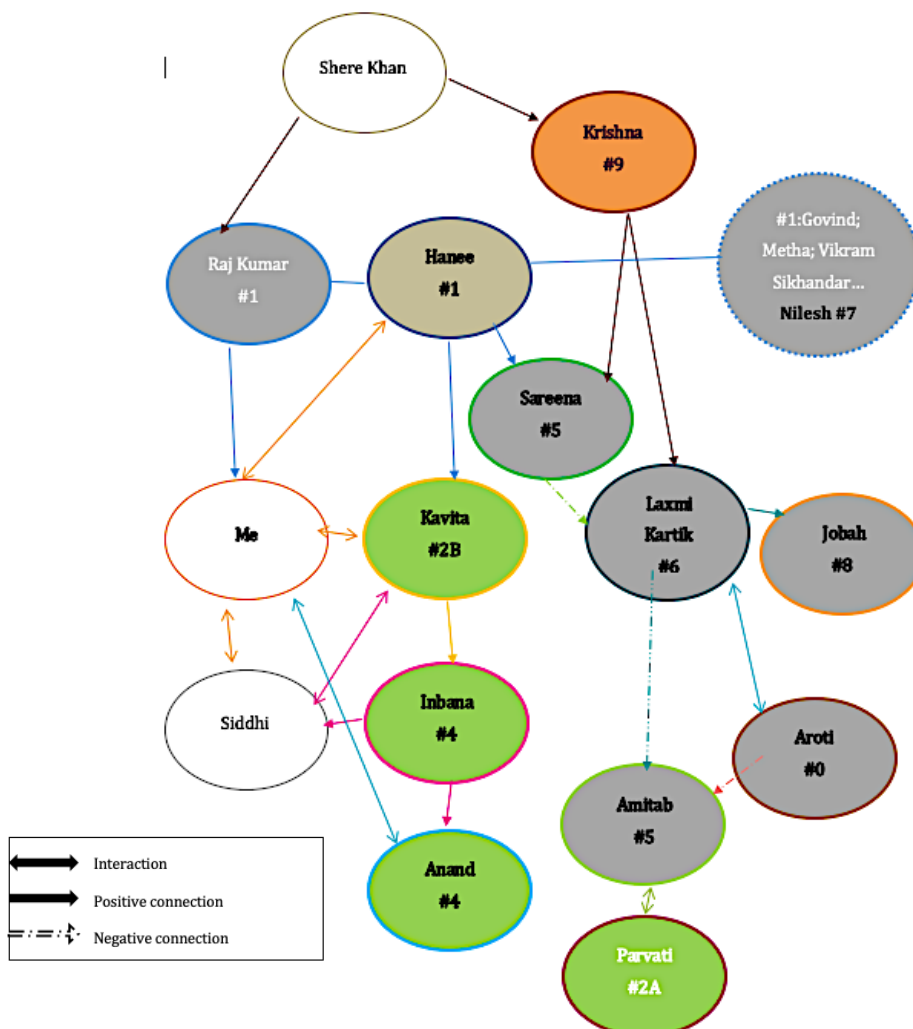 Shere Khan
Krishna
#9
#1:Govind;
Metha; Vikram
Sikhandar...
Nilesh #7
Raj Kumar
#1
Hanee
#1
Sareena
#5
Me
Kavita
#2B
Laxmi
Kartik
#6
Jobah
#8
Siddhi
Inbana
#4
Aroti
#0
Amitab
#5
Anand
#4
Parvati
#2A
Interaction
Positive connection
Negative connection